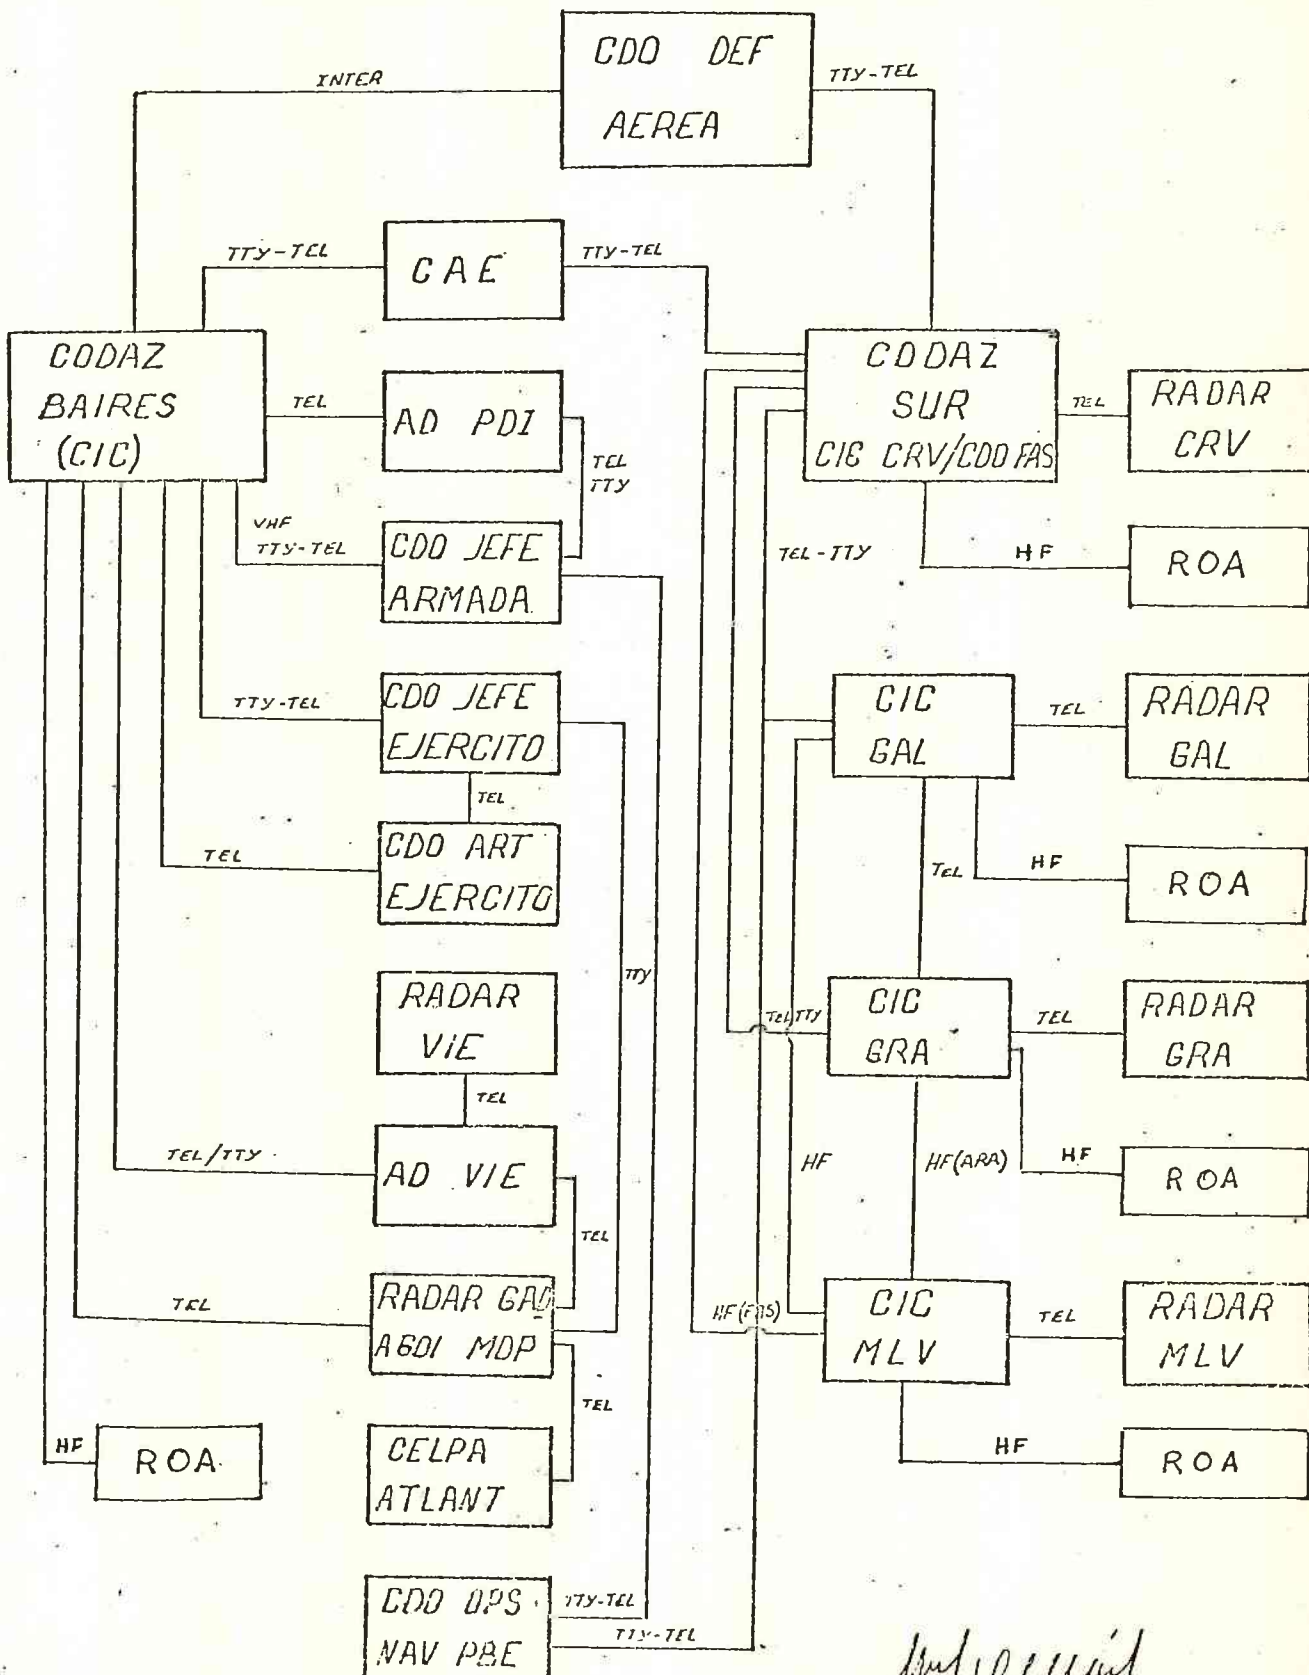 CDO DEF
AEREA
INTER
TTY-TEL
CAE
TTY-TEL
TTY-TEL
CODAZ
BAIRES
(CIC)
CODAZ
SUR
CIC CRV/CDO FAS
TEL
RADAR
CRV
TEL
AD PDI
TEL
TTY
VHF
TTY-TEL
CDO JEFE
ARMADA
TEL-TTY
HF
ROA
TTY-TEL
CDO JEFE
EJERCITO
TEL
CIC
GAL
TEL
RADAR
GAL
TEL
CDO ART
EJERCITO
TEL
HF
ROA
RADAR
VIE
TTY
TEL
TEL TTY
CIC
GRA
TEL
RADAR
GRA
TEL/TTY
AD VIE
TEL
HF
HF(ARA)
HF
ROA
TEL
RADAR GAD
A601 MDP
TEL
HF(FAS)
CIC
MLV
TEL
RADAR
MLV
HF
ROA
CELPA
ATLANT
HF
ROA
CDO OPS
NAV PBE
TTY-TEL
TTY-TEL